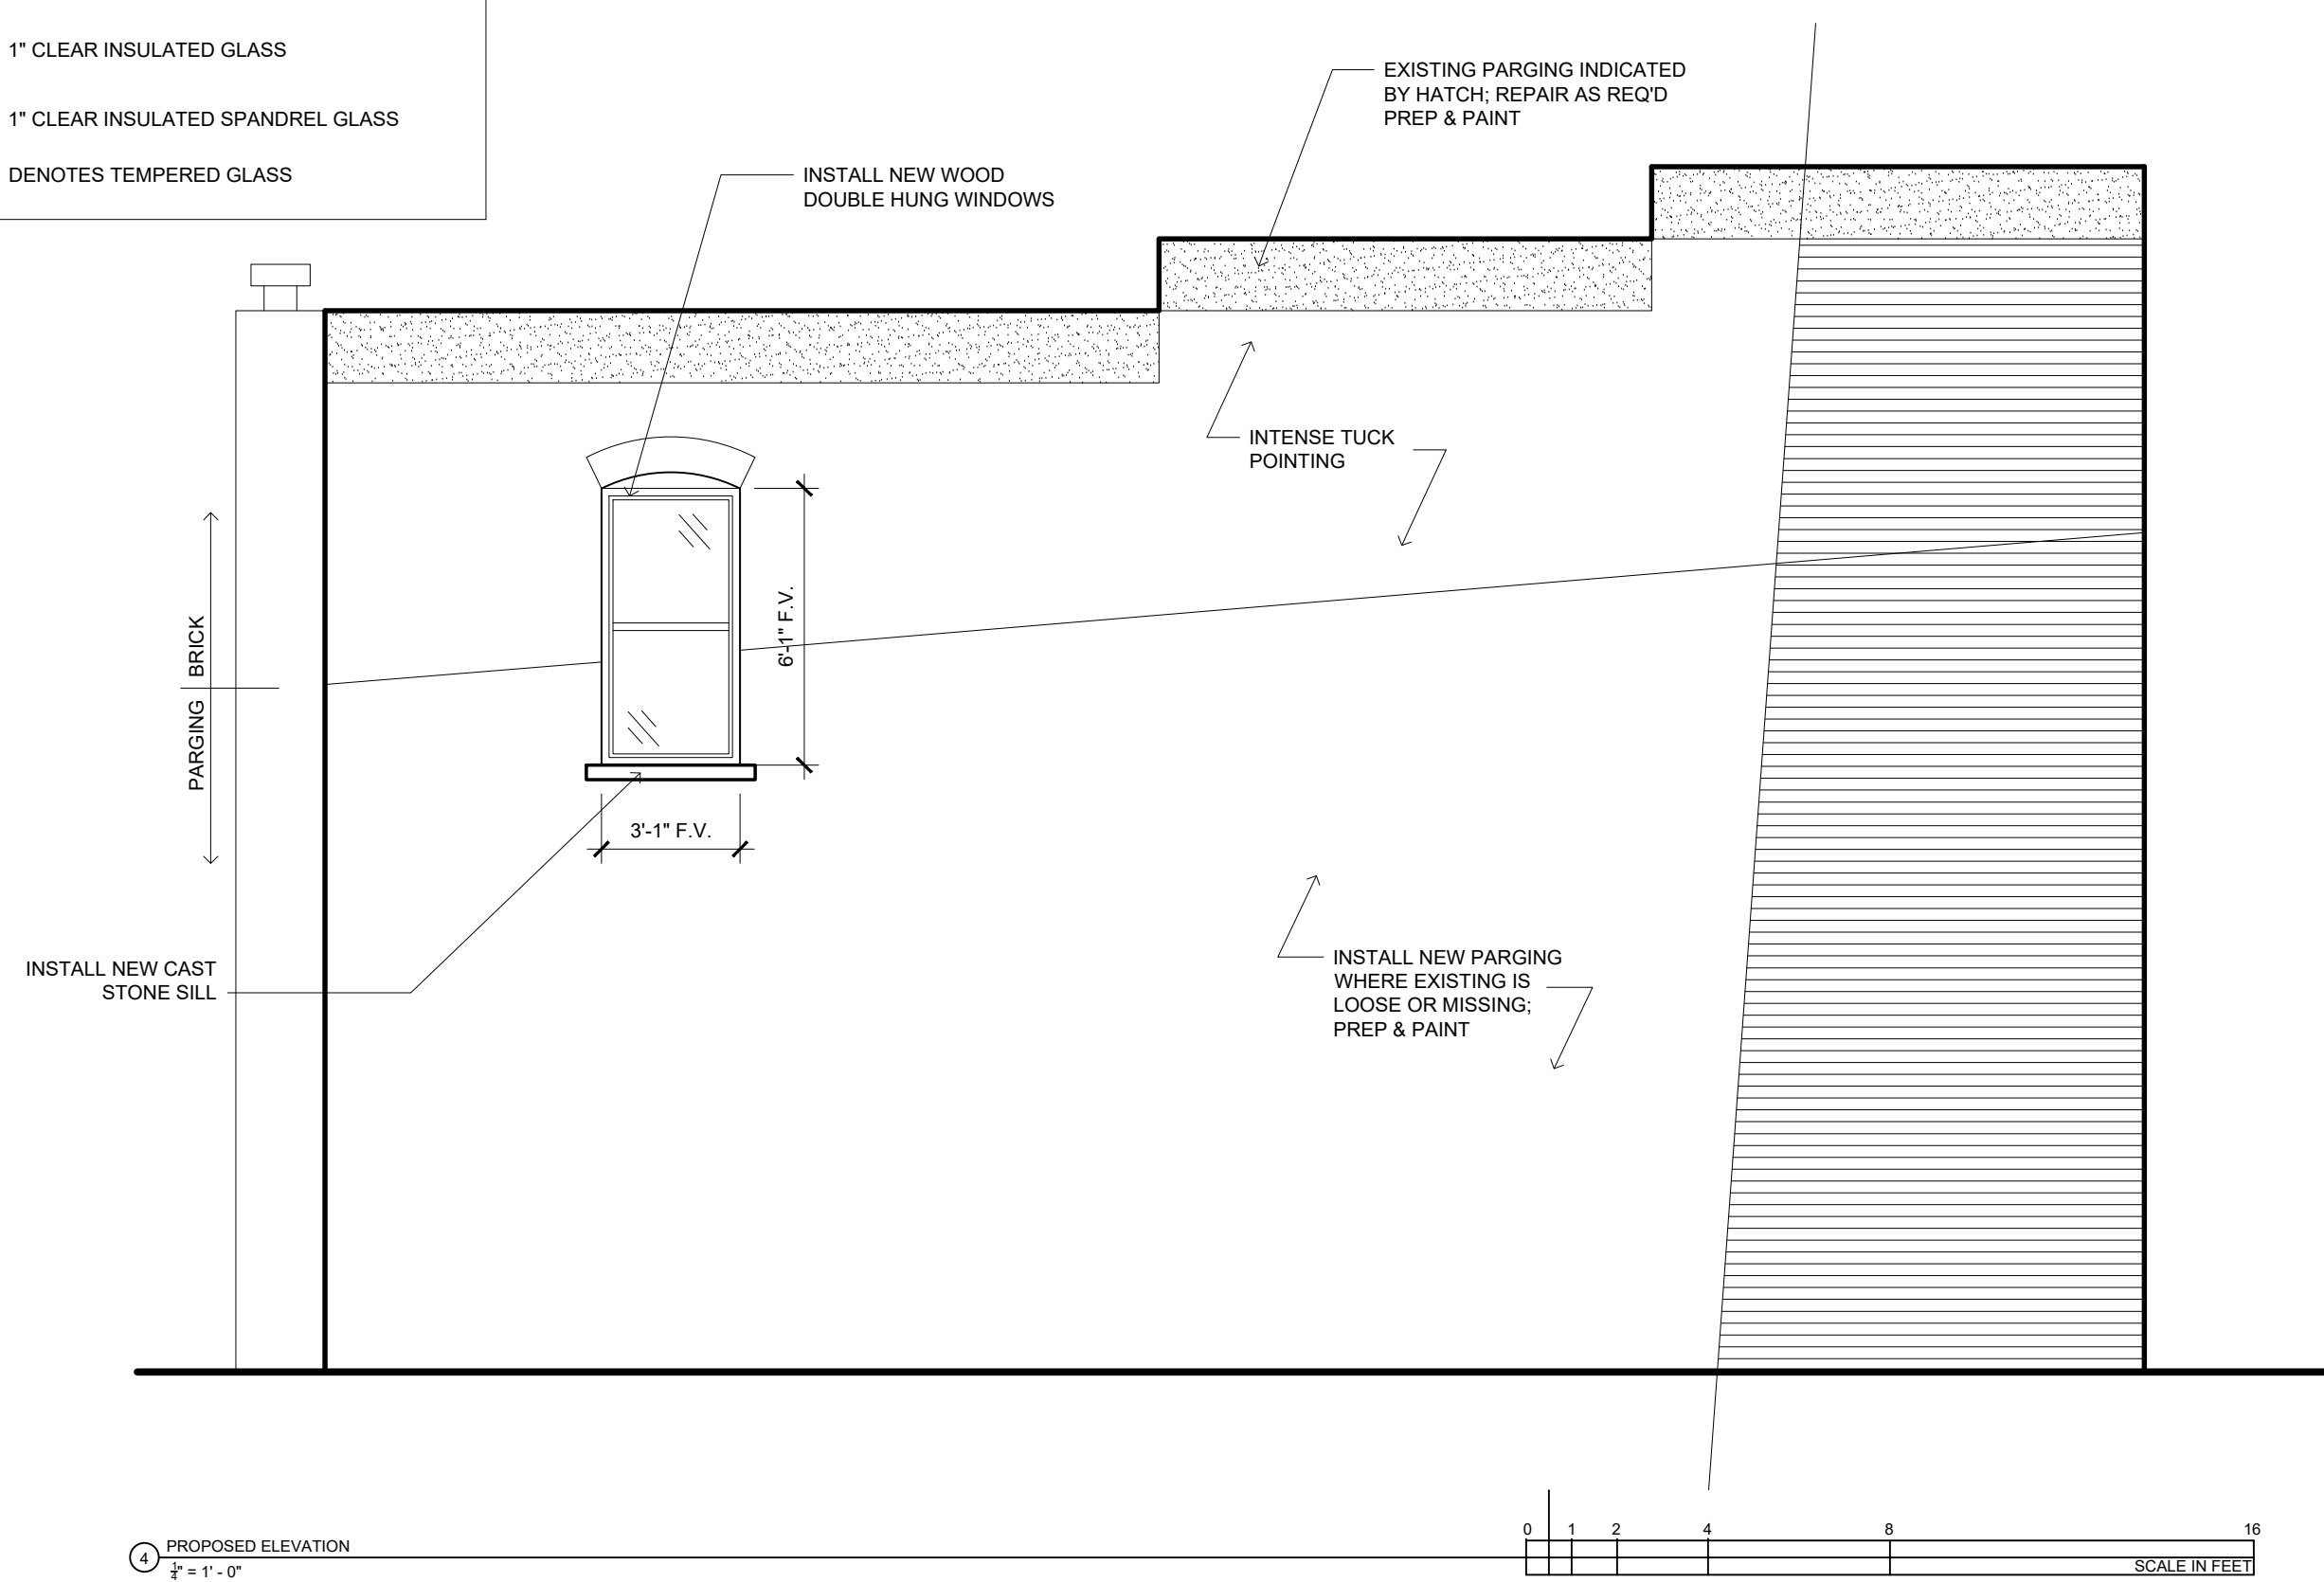 1" CLEAR INSULATED GLASS
1" CLEAR INSULATED SPANDREL GLASS
DENOTES TEMPERED GLASS
EXISTING PARGING INDICATED
BY HATCH; REPAIR AS REQ'D
PREP & PAINT
INSTALL NEW WOOD
DOUBLE HUNG WINDOWS
INTENSE TUCK
POINTING
6'-1" F.V.
BRICK
PARGING
3'-1" F.V.
INSTALL NEW CAST
STONE SILL
INSTALL NEW PARGING
WHERE EXISTING IS
LOOSE OR MISSING;
PREP & PAINT
4
PROPOSED ELEVATION
1/4" = 1' - 0"
0 1 2 4 8 16
SCALE IN FEET